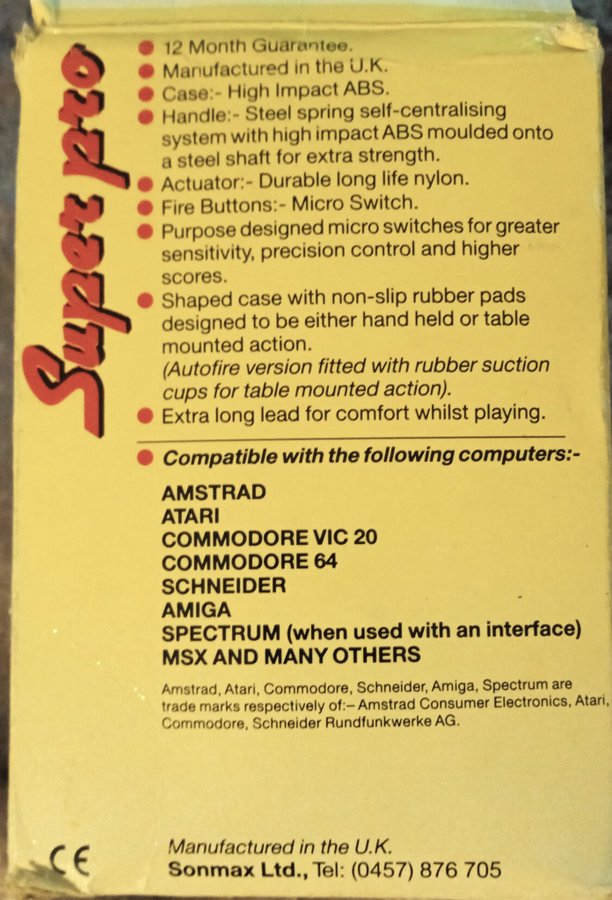 Super pro
12 Month Guarantee.
Manufactured in the U.K.
Case:- High Impact ABS.
Handle:- Steel spring self-centralising
system with high impact ABS moulded onto
a steel shaft for extra strength.
Actuator:- Durable long life nylon.
Fire Buttons:- Micro Switch.
Purpose designed micro switches for greater
sensitivity, precision control and higher
scores.
Shaped case with non-slip rubber pads
designed to be either hand held or table
mounted action.
(Autofire version fitted with rubber suction
cups for table mounted action).
Extra long lead for comfort whilst playing.
Compatible with the following computers:-
AMSTRAD
ATARI
COMMODORE VIC 20
COMMODORE 64
SCHNEIDER
AMIGA
SPECTRUM (when used with an interface)
MSX AND MANY OTHERS
Amstrad, Atari, Commodore, Schneider, Amiga, Spectrum are
trade marks respectively of:– Amstrad Consumer Electronics, Atari,
Commodore, Schneider Rundfunkwerke AG.
CE
Manufactured in the U.K.
Sonmax Ltd., Tel: (0457) 876 705